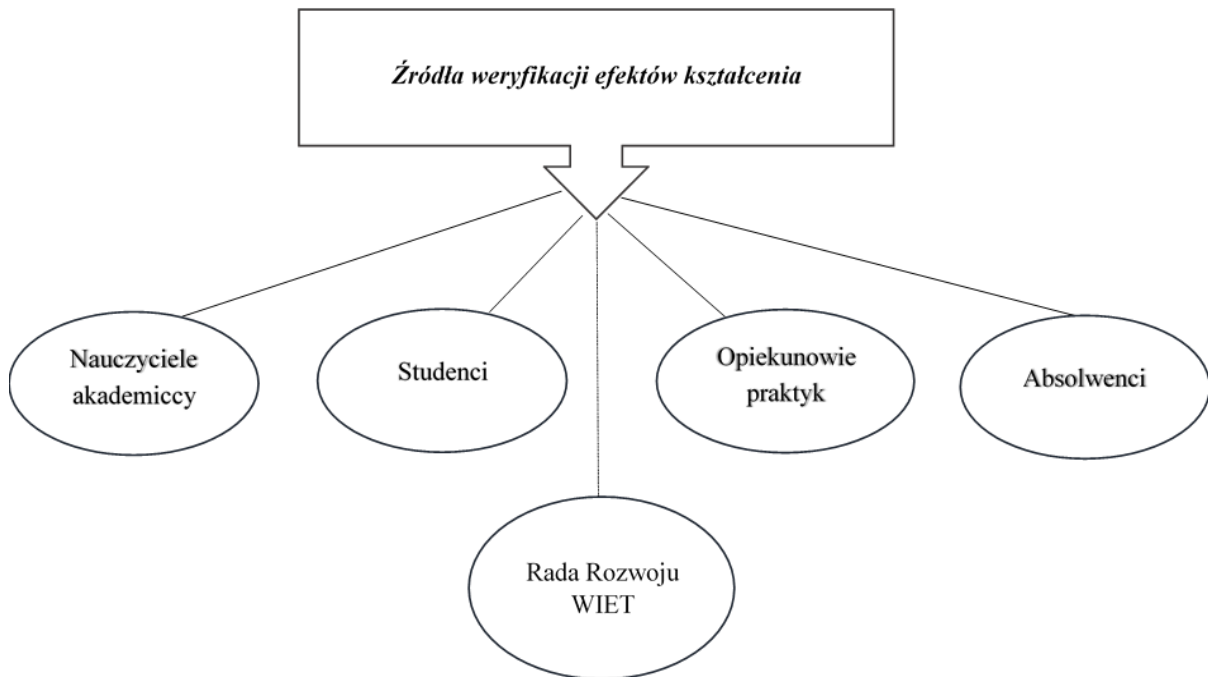 Źródła weryfikacji efektów kształcenia
Nauczyciele
akademiccy
Studenci
Opiekunowie
praktyk
Absolwenci
Rada Rozwoju
WIET